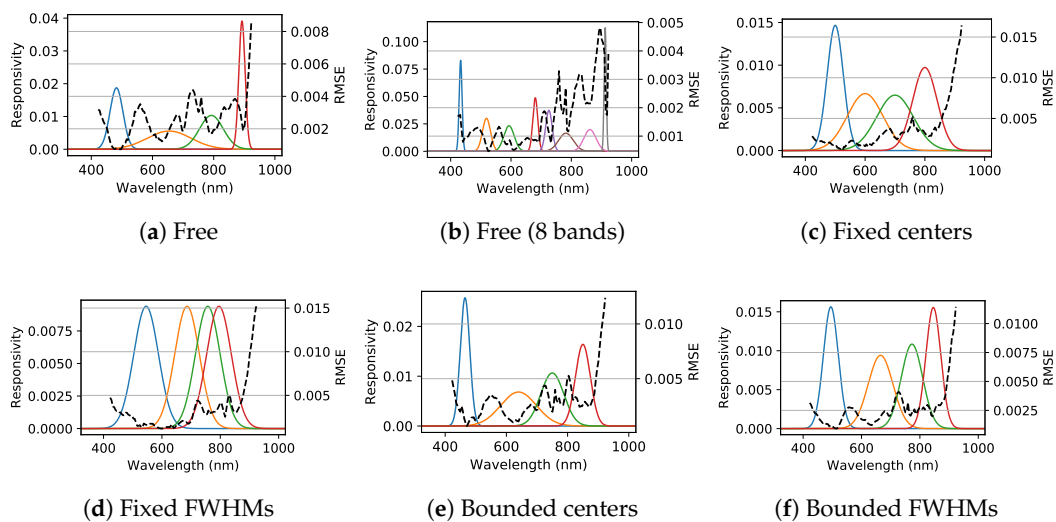 0.04
0.03
0.02
0.01
0.00
Responsivity
0.008
0.006
0.004
0.002
RMSE
400 600 800 1000
Wavelength (nm)
(a) Free
0.100
0.075
0.050
0.025
0.000
Responsivity
0.005
0.004
0.003
0.002
0.001
RMSE
400 600 800 1000
Wavelength (nm)
(b) Free (8 bands)
0.015
0.010
0.005
0.000
Responsivity
0.015
0.010
0.005
RMSE
400 600 800 1000
Wavelength (nm)
(c) Fixed centers
0.0075
0.0050
0.0025
0.0000
Responsivity
0.015
0.010
0.005
RMSE
400 600 800 1000
Wavelength (nm)
(d) Fixed FWHMs
0.02
0.01
0.00
Responsivity
0.010
0.005
RMSE
400 600 800 1000
Wavelength (nm)
(e) Bounded centers
0.015
0.010
0.005
0.000
Responsivity
0.0100
0.0075
0.0050
0.0025
RMSE
400 600 800 1000
Wavelength (nm)
(f) Bounded FWHMs